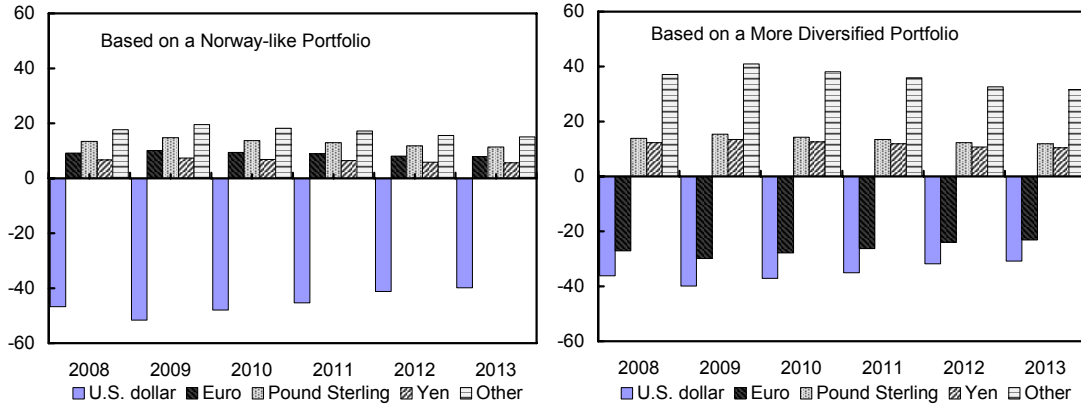 Based on a Norway-like Portfolio
60
40
20
0
-20
-40
-60
2008 2009 2010 2011 2012 2013
U.S. dollar Euro Pound Sterling Yen Other
Based on a More Diversified Portfolio
60
40
20
0
-20
-40
-60
2008 2009 2010 2011 2012 2013
U.S. dollar Euro Pound Sterling Yen Other